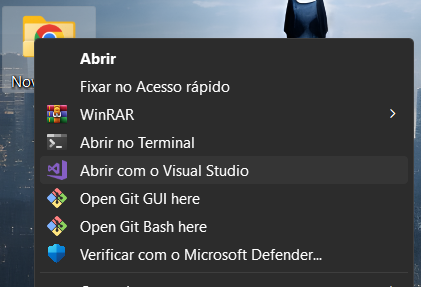 Abrir
Fixar no Acesso rápido
WinRAR
Abrir no Terminal
Abrir com o Visual Studio
Open Git GUI here
Open Git Bash here
Verificar com o Microsoft Defender...